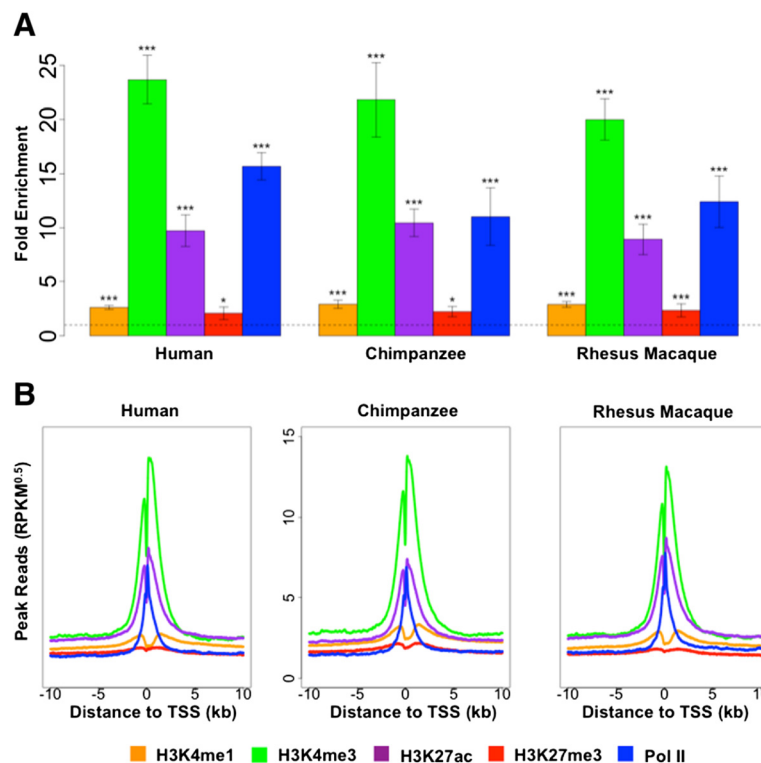 A
Fold Enrichment
25
20
15
10
5
0
*** *** *** * ***
*** *** *** * ***
*** *** *** *** ***
Human Chimpanzee Rhesus Macaque
B
Human Chimpanzee Rhesus Macaque
Peak Reads (RPKM0.5)
15
10
5
0
-10 -5 0 5 10 -10 -5 0 5 10 -10 -5 0 5 10
Distance to TSS (kb) Distance to TSS (kb) Distance to TSS (kb)
H3K4me1 H3K4me3 H3K27ac H3K27me3 Pol II